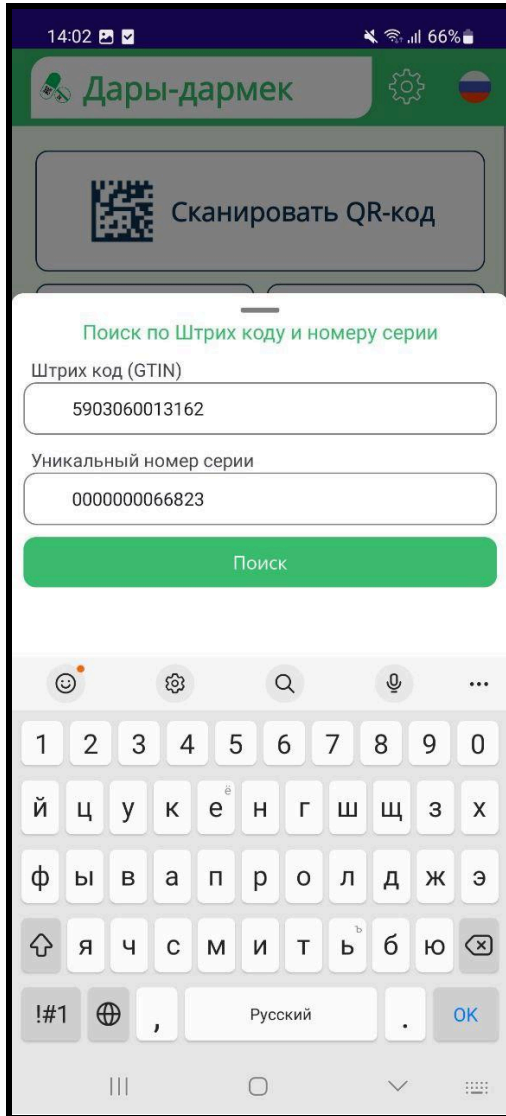 14:02 66%
Дары-дармек
Сканировать QR-код
Поиск по Штрих коду и номеру серии
Штрих код (GTIN)
5903060013162
Уникальный номер серии
0000000066823
Поиск
1 2 3 4 5 6 7 8 9 0
й ц у к е ё н г ш щ з х
ф ы в а п р о л д ж э
я ч с м и т ь ъ б ю
!#1 , Русский . OK